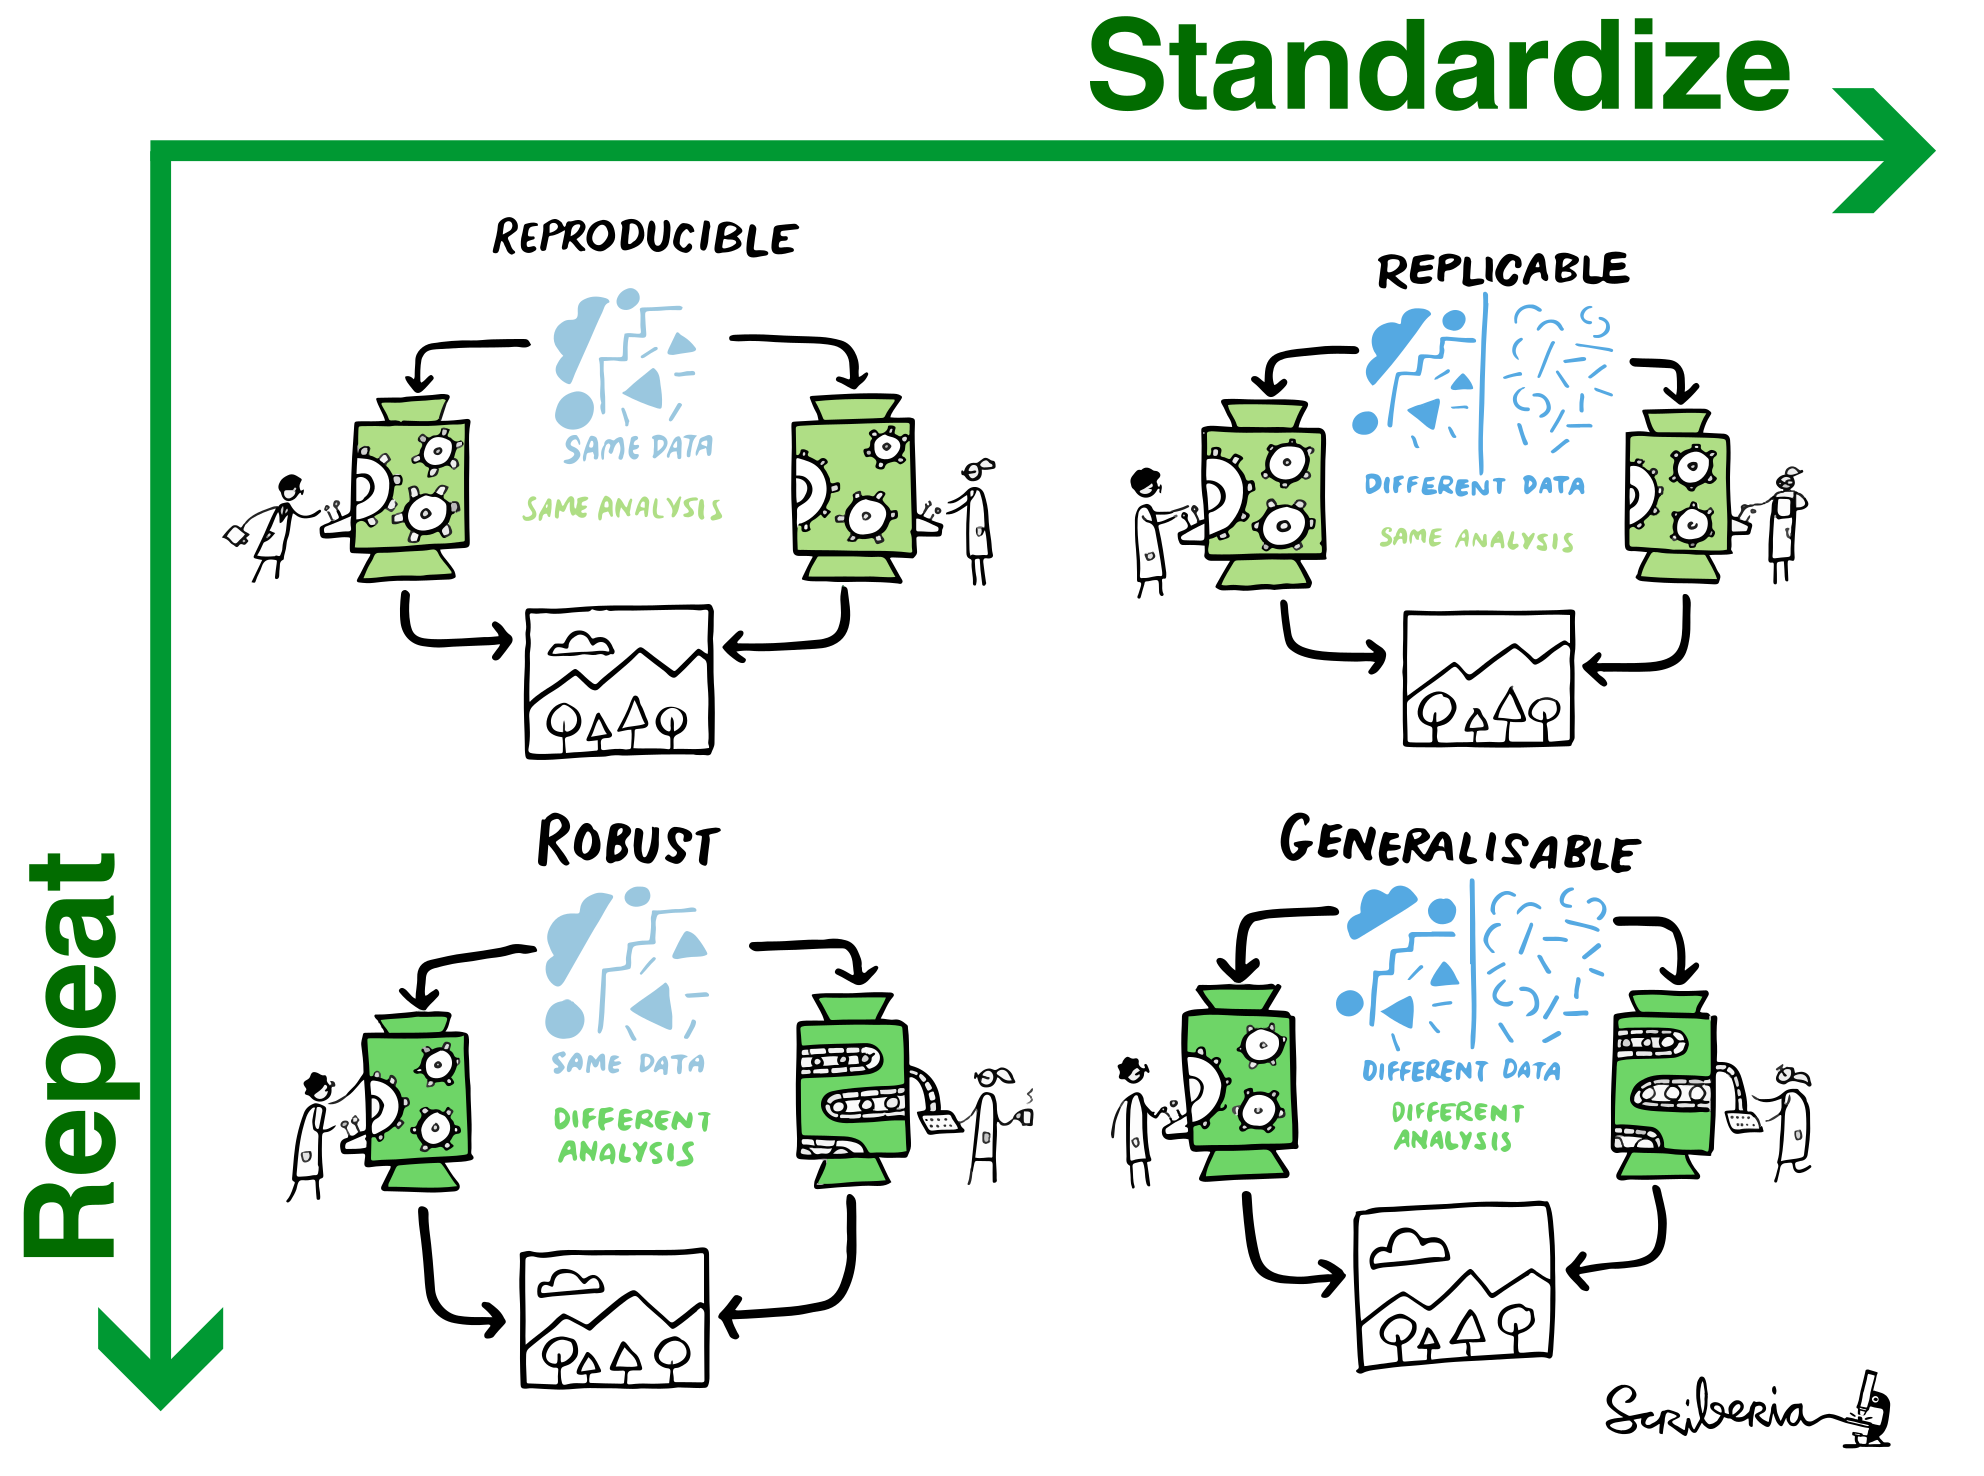 Standardize
Repeat
REPRODUCIBLE
SAME DATA
SAME ANALYSIS
REPLICABLE
DIFFERENT DATA
SAME ANALYSIS
ROBUST
SAME DATA
DIFFERENT
ANALYSIS
GENERALISABLE
DIFFERENT DATA
DIFFERENT
ANALYSIS
Scriberia